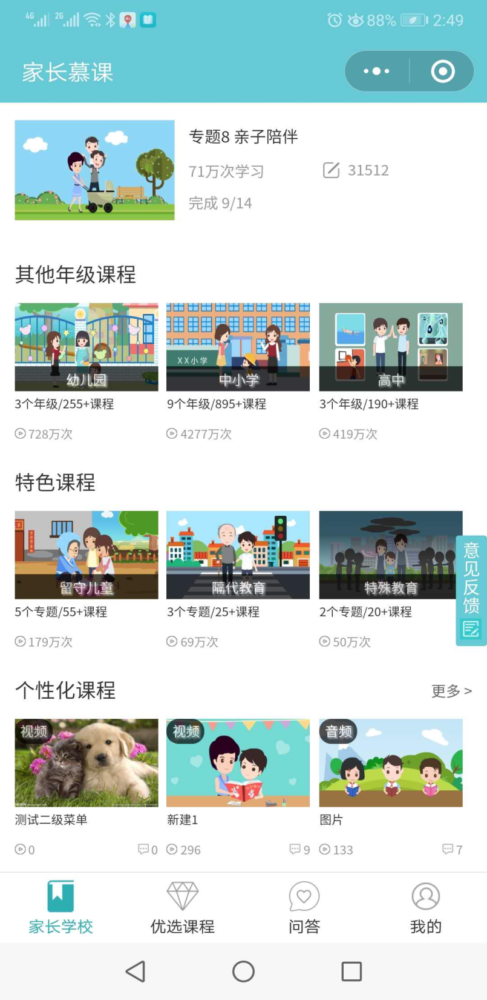 4G 2G 88% 2:49
家长慕课
专题8 亲子陪伴
71万次学习 31512
完成 9/14
其他年级课程
XX小学
幼儿园 中小学 高中
3个年级/255+课程 9个年级/895+课程 3个年级/190+课程
728万次 4277万次 419万次
特色课程
留守儿童 隔代教育 特殊教育
5个专题/55+课程 3个专题/25+课程 2个专题/20+课程
179万次 69万次 50万次
意见反馈
个性化课程 更多 >
视频 视频 音频
测试二级菜单 新建1 图片
0 0 296 9 133 7
家长学校 优选课程 问答 我的